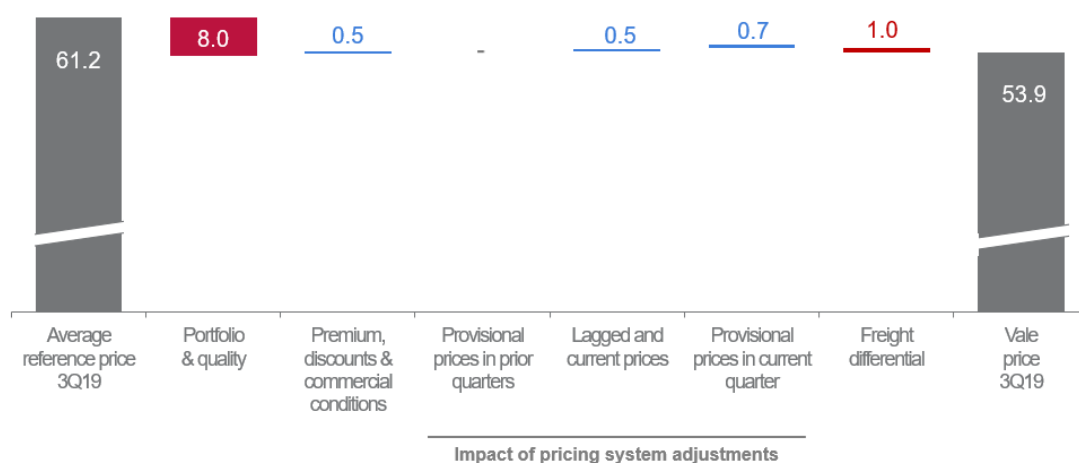 61.2
8.0
0.5
-
0.5
0.7
1.0
53.9
Average
reference price
3Q19
Portfolio
& quality
Premium,
discounts &
commercial
conditions
Provisional
prices in prior
quarters
Lagged and
current prices
Provisional
prices in current
quarter
Freight
differential
Vale
price
3Q19
Impact of pricing system adjustments